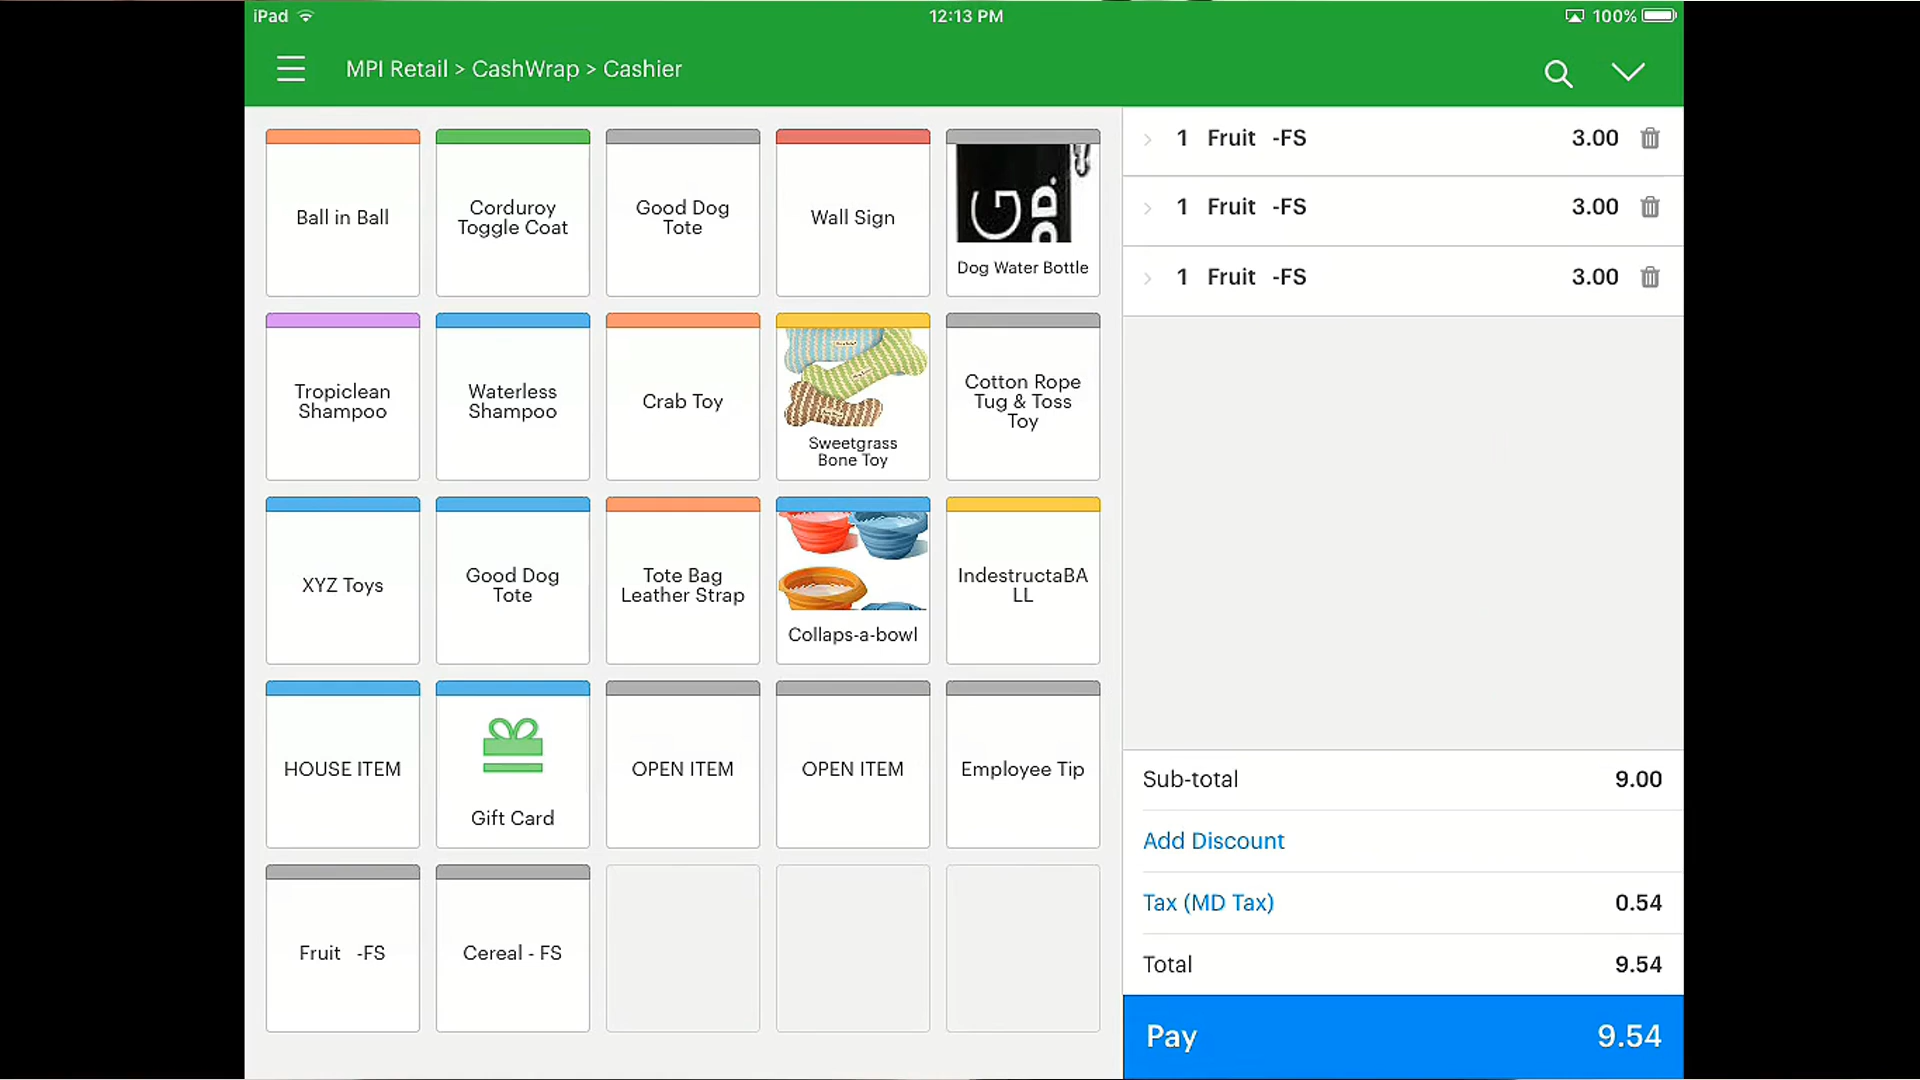 iPad
12:13 PM
100%
MPI Retail > CashWrap > Cashier
Ball in Ball
Corduroy
Toggle Coat
Good Dog
Tote
Wall Sign
Dog Water Bottle
Tropiclean
Shampoo
Waterless
Shampoo
Crab Toy
Sweetgrass
Bone Toy
Cotton Rope
Tug & Toss
Toy
XYZ Toys
Good Dog
Tote
Tote Bag
Leather Strap
Collaps-a-bowl
IndestructaBA
LL
HOUSE ITEM
Gift Card
OPEN ITEM
OPEN ITEM
Employee Tip
Fruit -FS
Cereal - FS
1 Fruit -FS 3.00
1 Fruit -FS 3.00
1 Fruit -FS 3.00
Sub-total 9.00
Add Discount
Tax (MD Tax) 0.54
Total 9.54
Pay 9.54